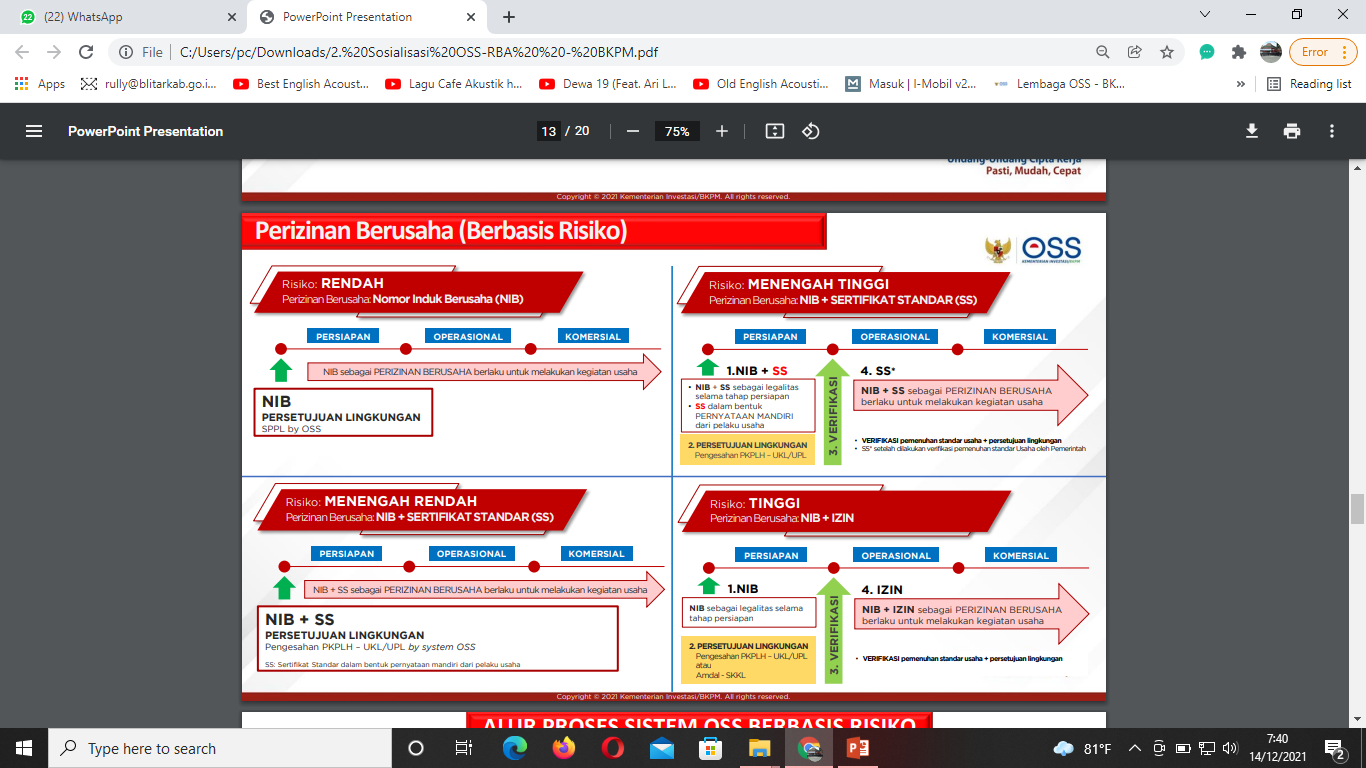 (22) WhatsApp
PowerPoint Presentation
File
C:/Users/pc/Downloads/2.%20Sosialisasi%20OSS-RBA%20%20-%20BKPM.pdf
Error
Apps
rully@blitarkab.go.i...
Best English Acoust...
Lagu Cafe Akustik h...
Dewa 19 (Feat. Ari L...
Old English Acousti...
Masuk | I-Mobil v2...
Lembaga OSS - BK...
»
Reading list
PowerPoint Presentation
13 / 20
75%
Undang-Undang Cipta Kerja
Pasti, Mudah, Cepat
Copyright © 2021 Kementerian Investasi/BKPM. All rights reserved.
Perizinan Berusaha (Berbasis Risiko)
OSS
KEMENTERIAN INVESTASI/BKPM
Risiko: RENDAH
Perizinan Berusaha: Nomor Induk Berusaha (NIB)
PERSIAPAN
OPERASIONAL
KOMERSIAL
NIB sebagai PERIZINAN BERUSAHA berlaku untuk melakukan kegiatan usaha
NIB
PERSETUJUAN LINGKUNGAN
SPPL by OSS
Risiko: MENENGAH TINGGI
Perizinan Berusaha: NIB + SERTIFIKAT STANDAR (SS)
PERSIAPAN
OPERASIONAL
KOMERSIAL
1.NIB + SS
• NIB + SS sebagai legalitas
selama tahap persiapan
• SS dalam bentuk
PERNYATAAN MANDIRI
dari pelaku usaha
2. PERSETUJUAN LINGKUNGAN
Pengesahan PKPLH – UKL/UPL
3. VERIFIKASI
4. SS*
NIB + SS sebagai PERIZINAN BERUSAHA
berlaku untuk melakukan kegiatan usaha
• VERIFIKASI pemenuhan standar usaha + persetujuan lingkungan
• SS* setelah dilakukan verifikasi pemenuhan standar Usaha oleh Pemerintah
Risiko: MENENGAH RENDAH
Perizinan Berusaha: NIB + SERTIFIKAT STANDAR (SS)
PERSIAPAN
OPERASIONAL
KOMERSIAL
NIB + SS sebagai PERIZINAN BERUSAHA berlaku untuk melakukan kegiatan usaha
NIB + SS
PERSETUJUAN LINGKUNGAN
Pengesahan PKPLH – UKL/UPL by system OSS
SS: Sertifikat Standar dalam bentuk pernyataan mandiri dari pelaku usaha
Risiko: TINGGI
Perizinan Berusaha: NIB + IZIN
PERSIAPAN
OPERASIONAL
KOMERSIAL
1.NIB
NIB sebagai legalitas selama
tahap persiapan
2. PERSETUJUAN LINGKUNGAN
Pengesahan PKPLH – UKL/UPL
atau
Amdal - SKKL
3. VERIFIKASI
4. IZIN
NIB + IZIN sebagai PERIZINAN BERUSAHA
berlaku untuk melakukan kegiatan usaha
• VERIFIKASI pemenuhan standar usaha + persetujuan lingkungan
Copyright © 2021 Kementerian Investasi/BKPM. All rights reserved.
ALUR PROSES SISTEM OSS BERBASIS RISIKO
Type here to search
81°F
7:40
14/12/2021
2